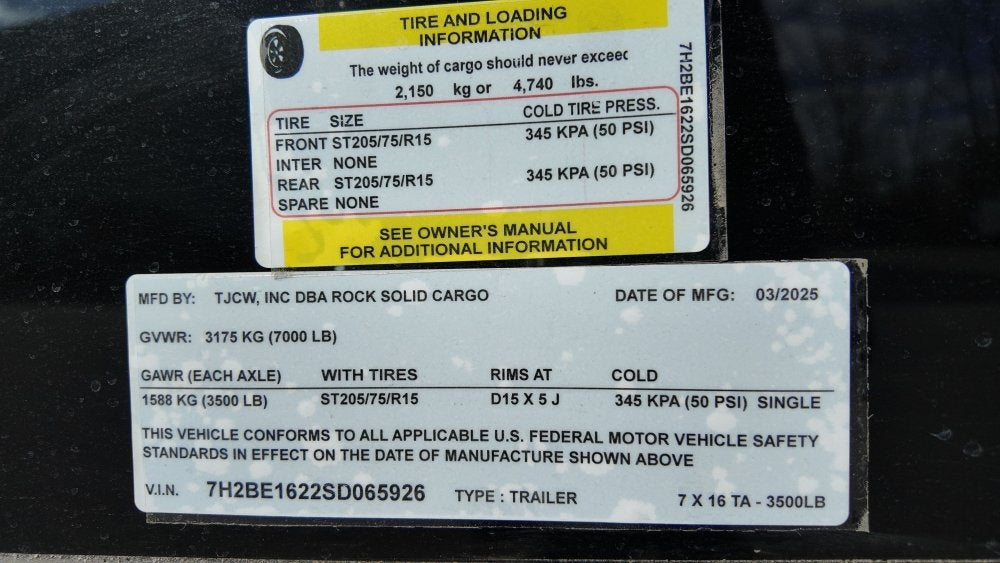 TIRE AND LOADING
INFORMATION
The weight of cargo should never exceed
2,150 kg or 4,740 lbs.
TIRE SIZE COLD TIRE PRESS.
FRONT ST205/75/R15 345 KPA (50 PSI)
INTER NONE
REAR ST205/75/R15 345 KPA (50 PSI)
SPARE NONE
SEE OWNER'S MANUAL
FOR ADDITIONAL INFORMATION
7H2BE1622SD065926
MFD BY: TJCW, INC DBA ROCK SOLID CARGO DATE OF MFG: 03/2025
GVWR: 3175 KG (7000 LB)
GAWR (EACH AXLE) WITH TIRES RIMS AT COLD
1588 KG (3500 LB) ST205/75/R15 D15 X 5 J 345 KPA (50 PSI) SINGLE
THIS VEHICLE CONFORMS TO ALL APPLICABLE U.S. FEDERAL MOTOR VEHICLE SAFETY
STANDARDS IN EFFECT ON THE DATE OF MANUFACTURE SHOWN ABOVE
V.I.N. 7H2BE1622SD065926 TYPE : TRAILER 7 X 16 TA - 3500LB